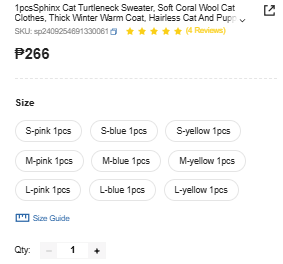 1pcsSphinx Cat Turtleneck Sweater, Soft Coral Wool Cat
Clothes, Thick Winter Warm Coat, Hairless Cat And Pupp
SKU: sp2409254691330061 (4 Reviews)
₱266
Size
S-pink 1pcs S-blue 1pcs S-yellow 1pcs
M-pink 1pcs M-blue 1pcs M-yellow 1pcs
L-pink 1pcs L-blue 1pcs L-yellow 1pcs
Size Guide
Qty: − 1 +